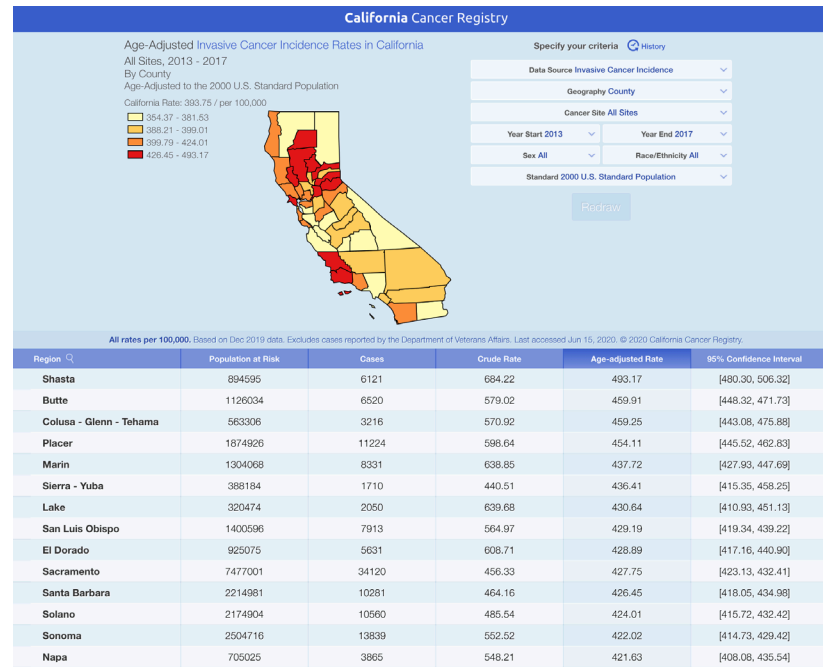 California Cancer Registry
Age-Adjusted Invasive Cancer Incidence Rates in California
All Sites, 2013 - 2017
By County
Age-Adjusted to the 2000 U.S. Standard Population
California Rate: 393.75 / per 100,000
354.37 - 381.53
388.21 - 399.01
399.79 - 424.01
426.45 - 493.17
Specify your criteria History
Data Source Invasive Cancer Incidence
Geography County
Cancer Site All Sites
Year Start 2013 Year End 2017
Sex All Race/Ethnicity All
Standard 2000 U.S. Standard Population
Redraw
All rates per 100,000. Based on Dec 2019 data. Excludes cases reported by the Department of Veterans Affairs. Last accessed Jun 15, 2020. © 2020 California Cancer Registry.
Region Population at Risk Cases Crude Rate Age-adjusted Rate 95% Confidence Interval
Shasta 894595 6121 684.22 493.17 [480.30, 506.32]
Butte 1126034 6520 579.02 459.91 [448.32, 471.73]
Colusa - Glenn - Tehama 563306 3216 570.92 459.25 [443.08, 475.88]
Placer 1874926 11224 598.64 454.11 [445.52, 462.83]
Marin 1304068 8331 638.85 437.72 [427.93, 447.69]
Sierra - Yuba 388184 1710 440.51 436.41 [415.35, 458.25]
Lake 320474 2050 639.68 430.64 [410.93, 451.13]
San Luis Obispo 1400596 7913 564.97 429.19 [419.34, 439.22]
El Dorado 925075 5631 608.71 428.89 [417.16, 440.90]
Sacramento 7477001 34120 456.33 427.75 [423.13, 432.41]
Santa Barbara 2214981 10281 464.16 426.45 [418.05, 434.98]
Solano 2174904 10560 485.54 424.01 [415.72, 432.42]
Sonoma 2504716 13839 552.52 422.02 [414.73, 429.42]
Napa 705025 3865 548.21 421.63 [408.08, 435.54]